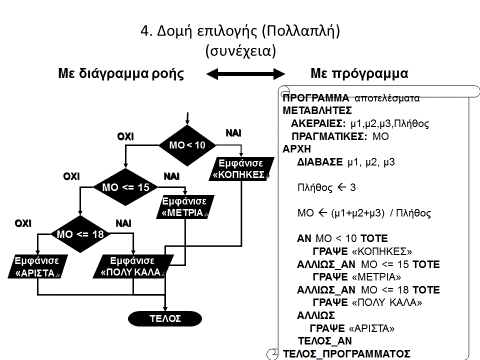 4. Δομή επιλογής (Πολλαπλή)
(συνέχεια)
Με διάγραμμα ροής
Με πρόγραμμα
ΜΟ < 10
ΟΧΙ
ΝΑΙ
Εμφάνισε
«ΚΟΠΗΚΕΣ»
ΜΟ <= 15
ΟΧΙ
ΝΑΙ
Εμφάνισε
«ΜΕΤΡΙΑ»
ΜΟ <= 18
ΟΧΙ
ΝΑΙ
Εμφάνισε
«ΑΡΙΣΤΑ»
Εμφάνισε
«ΠΟΛΥ ΚΑΛΑ»
ΤΕΛΟΣ
ΠΡΟΓΡΑΜΜΑ αποτελέσματα
ΜΕΤΑΒΛΗΤΕΣ
ΑΚΕΡΑΙΕΣ: μ1,μ2,μ3,Πλήθος
ΠΡΑΓΜΑΤΙΚΕΣ: ΜΟ
ΑΡΧΗ
ΔΙΑΒΑΣΕ μ1, μ2, μ3
Πλήθος ← 3
ΜΟ ← (μ1+μ2+μ3) / Πλήθος
ΑΝ ΜΟ < 10 ΤΟΤΕ
ΓΡΑΨΕ «ΚΟΠΗΚΕΣ»
ΑΛΛΙΩΣ_ΑΝ ΜΟ <= 15 ΤΟΤΕ
ΓΡΑΨΕ «ΜΕΤΡΙΑ»
ΑΛΛΙΩΣ_ΑΝ ΜΟ <= 18 ΤΟΤΕ
ΓΡΑΨΕ «ΠΟΛΥ ΚΑΛΑ»
ΑΛΛΙΩΣ
ΓΡΑΨΕ «ΑΡΙΣΤΑ»
ΤΕΛΟΣ_ΑΝ
ΤΕΛΟΣ_ΠΡΟΓΡΑΜΜΑΤΟΣ